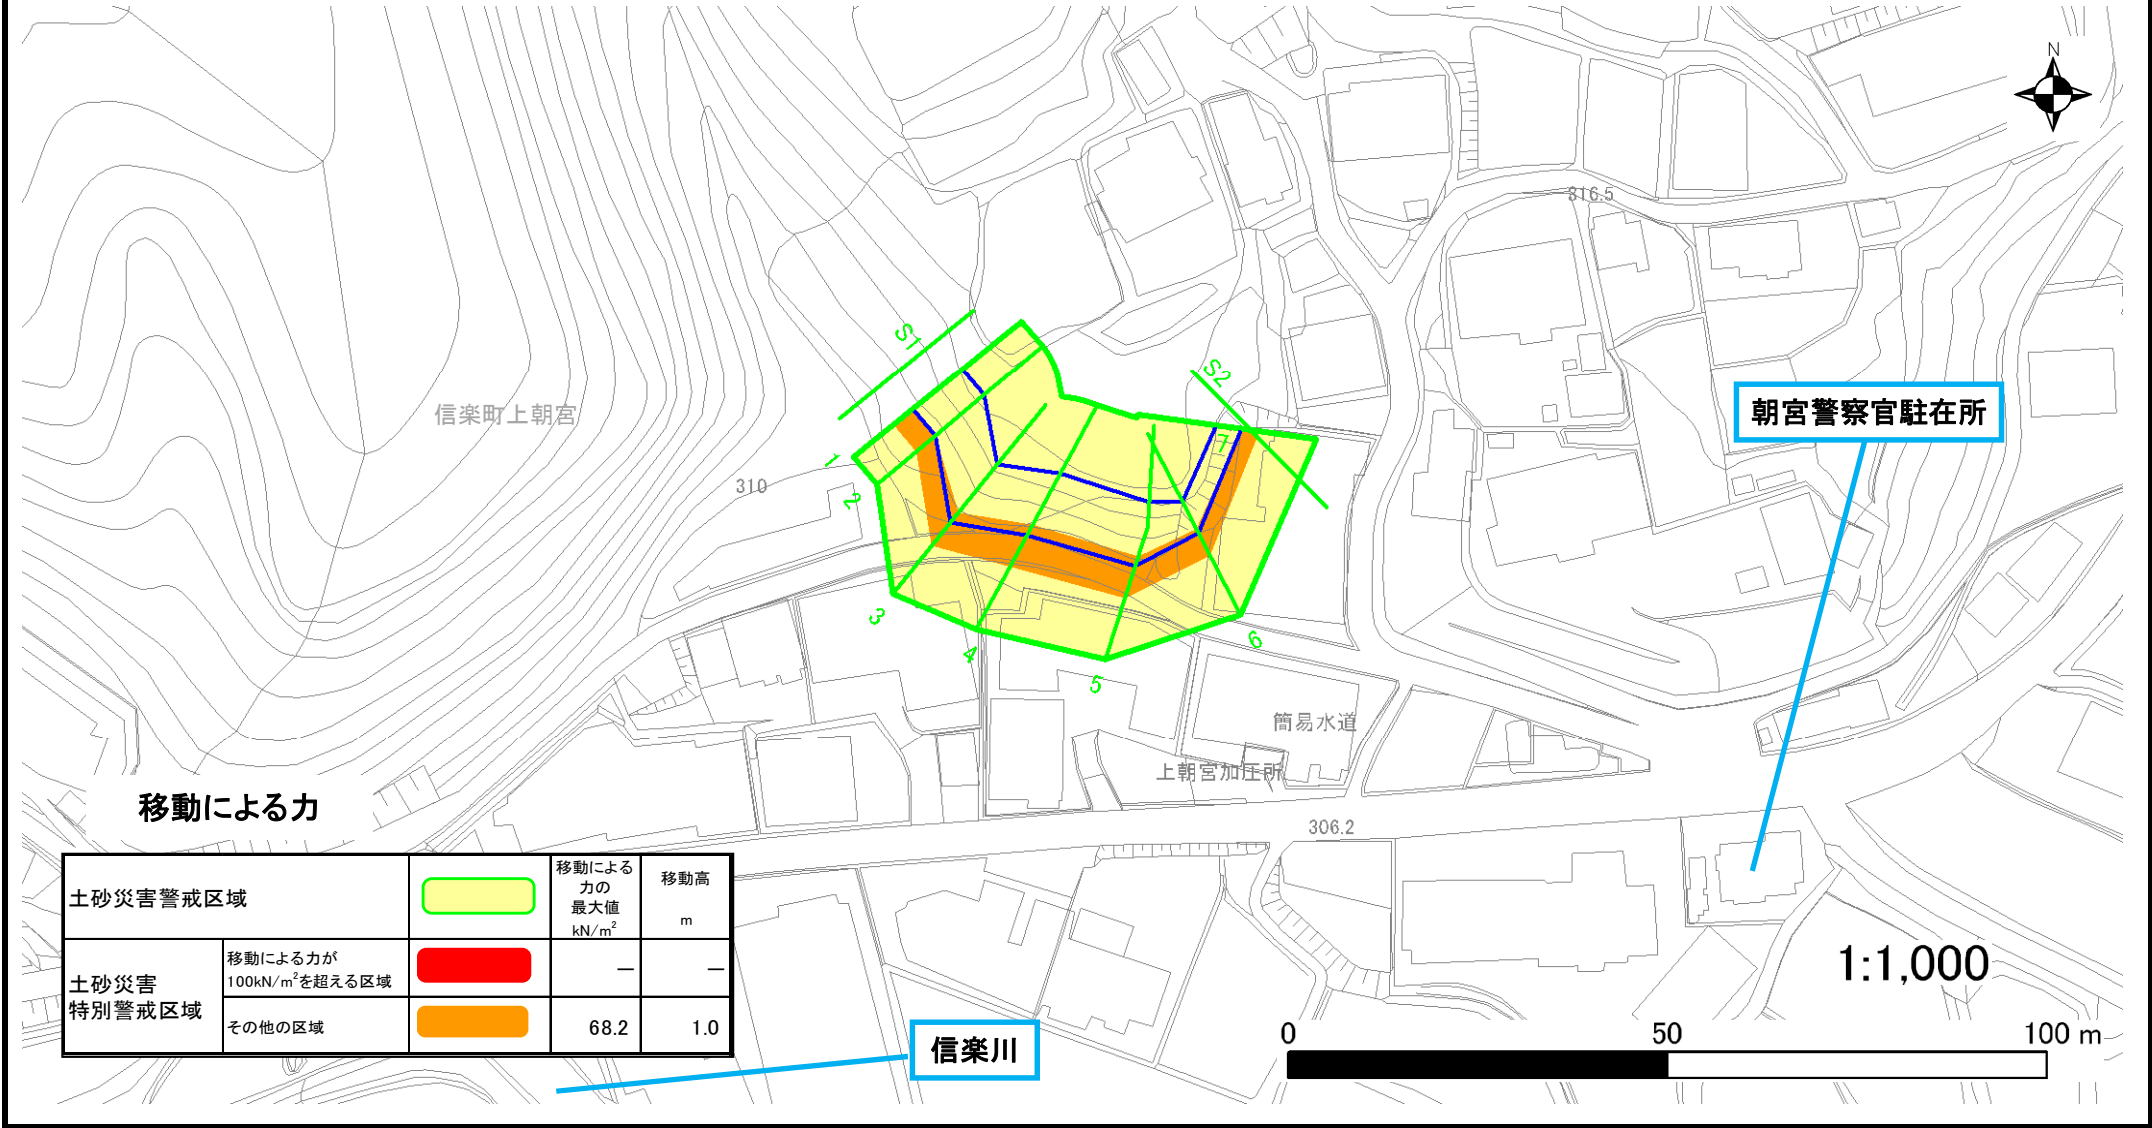 N
316.5
S1
S2
朝宮警察官駐在所
信楽町上朝宮
7
1
310
2
3
6
4
5
簡易水道
上朝宮加圧所
移動による力
306.2
土砂災害警戒区域
移動による
力の
最大値
kN/m²
移動高
m
土砂災害
特別警戒区域
移動による力が
100kN/m²を超える区域
－
－
その他の区域
68.2
1.0
信楽川
1:1,000
0
50
100 m